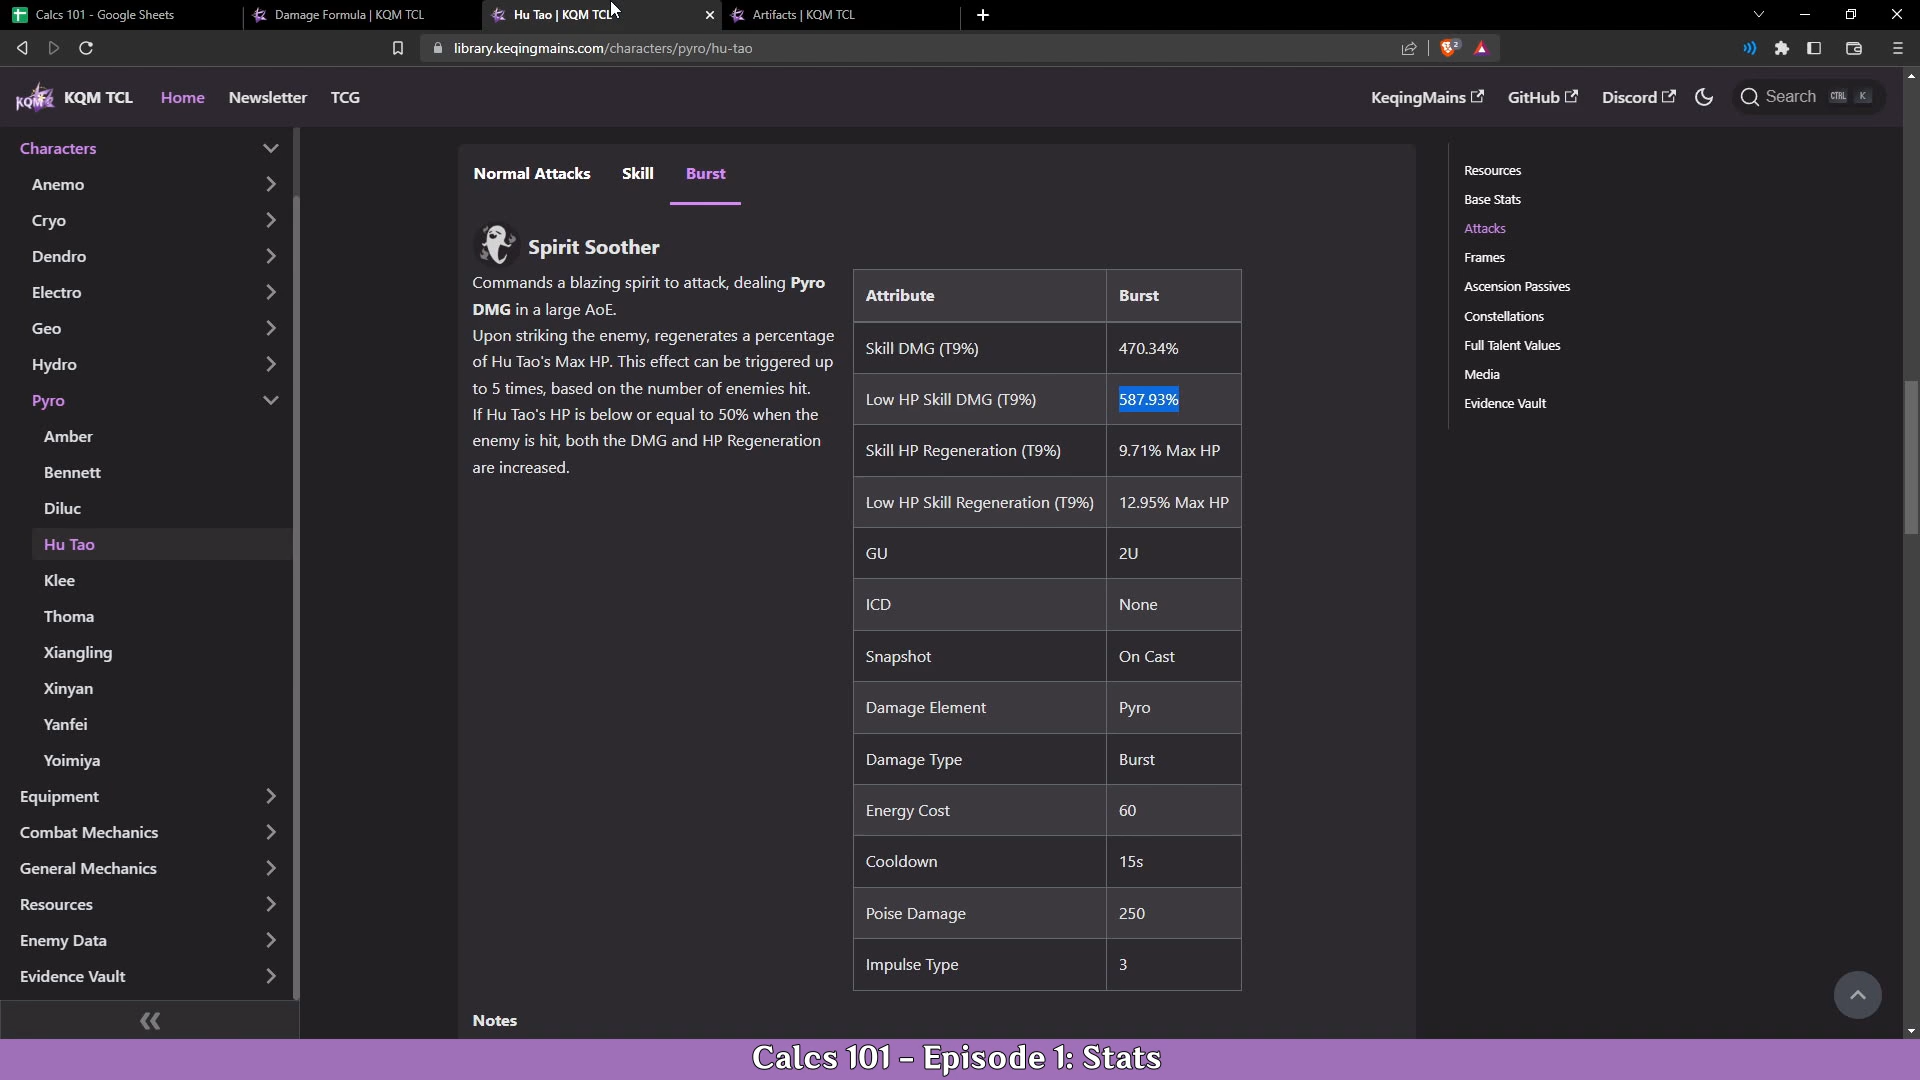 Calcs 101 - Google Sheets
Damage Formula | KQM TCL
Hu Tao | KQM TCL
Artifacts | KQM TCL
library.keqingmains.com/characters/pyro/hu-tao
2
KQM TCL
Home
Newsletter
TCG
KeqingMains
GitHub
Discord
Search
CTRL
K
Characters
Anemo
Cryo
Dendro
Electro
Geo
Hydro
Pyro
Amber
Bennett
Diluc
Hu Tao
Klee
Thoma
Xiangling
Xinyan
Yanfei
Yoimiya
Equipment
Combat Mechanics
General Mechanics
Resources
Enemy Data
Evidence Vault
Normal Attacks
Skill
Burst
Spirit Soother
Commands a blazing spirit to attack, dealing Pyro
DMG in a large AoE.
Upon striking the enemy, regenerates a percentage
of Hu Tao's Max HP. This effect can be triggered up
to 5 times, based on the number of enemies hit.
If Hu Tao's HP is below or equal to 50% when the
enemy is hit, both the DMG and HP Regeneration
are increased.
Attribute Burst
Skill DMG (T9%) 470.34%
Low HP Skill DMG (T9%) 587.93%
Skill HP Regeneration (T9%) 9.71% Max HP
Low HP Skill Regeneration (T9%) 12.95% Max HP
GU 2U
ICD None
Snapshot On Cast
Damage Element Pyro
Damage Type Burst
Energy Cost 60
Cooldown 15s
Poise Damage 250
Impulse Type 3
Notes
Resources
Base Stats
Attacks
Frames
Ascension Passives
Constellations
Full Talent Values
Media
Evidence Vault
Calcs 101 - Episode 1: Stats